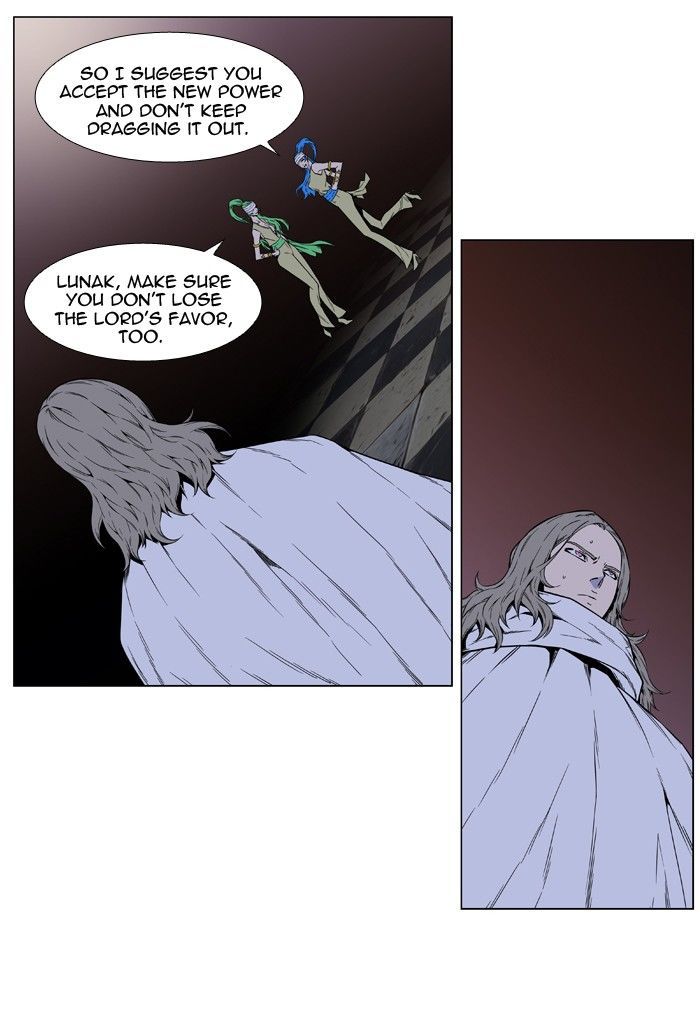 SO I SUGGEST YOU
ACCEPT THE NEW POWER
AND DON'T KEEP
DRAGGING IT OUT.
LUNAK, MAKE SURE
YOU DON'T LOSE
THE LORD'S FAVOR,
TOO.